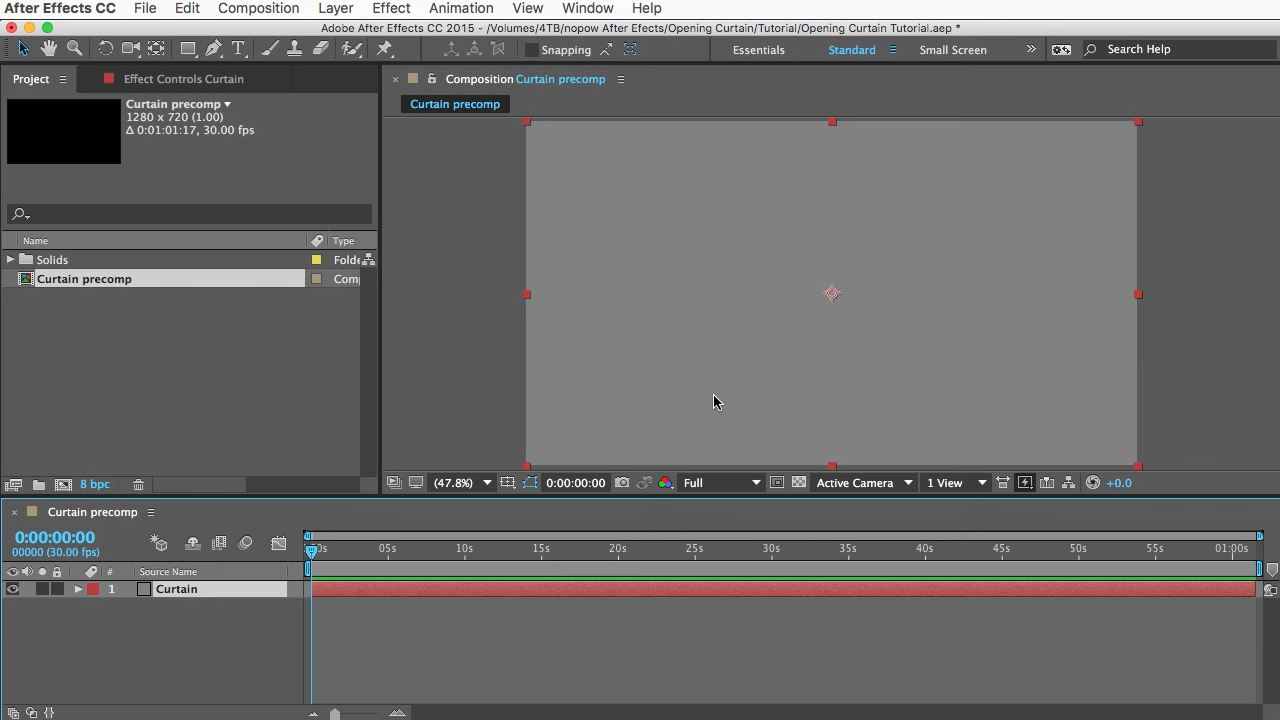 After Effects CC File Edit Composition Layer Effect Animation View Window Help
Adobe After Effects CC 2015 - /Volumes/4TB/nopow After Efects/Opening Curtain/Tutorial/Opening Curtain Tutorial.aep *
T Snapping Essentials Standard Small Screen » Search Help
Project Effect Controls Curtain × Composition Curtain precomp
Curtain precomp
Curtain precomp
1280 x 720 (1.00)
Δ 0:01:01:17, 30.00 fps
Name Type
Solids Folde
Curtain precomp Comp
8 bpc (47.8%) 0:00:00:00 Full Active Camera 1 View +0.0
× Curtain precomp
0:00:00:00
00000 (30.00 fps)
00s 05s 10s 15s 20s 25s 30s 35s 40s 45s 50s 55s 01:00s
# Source Name
1 Curtain